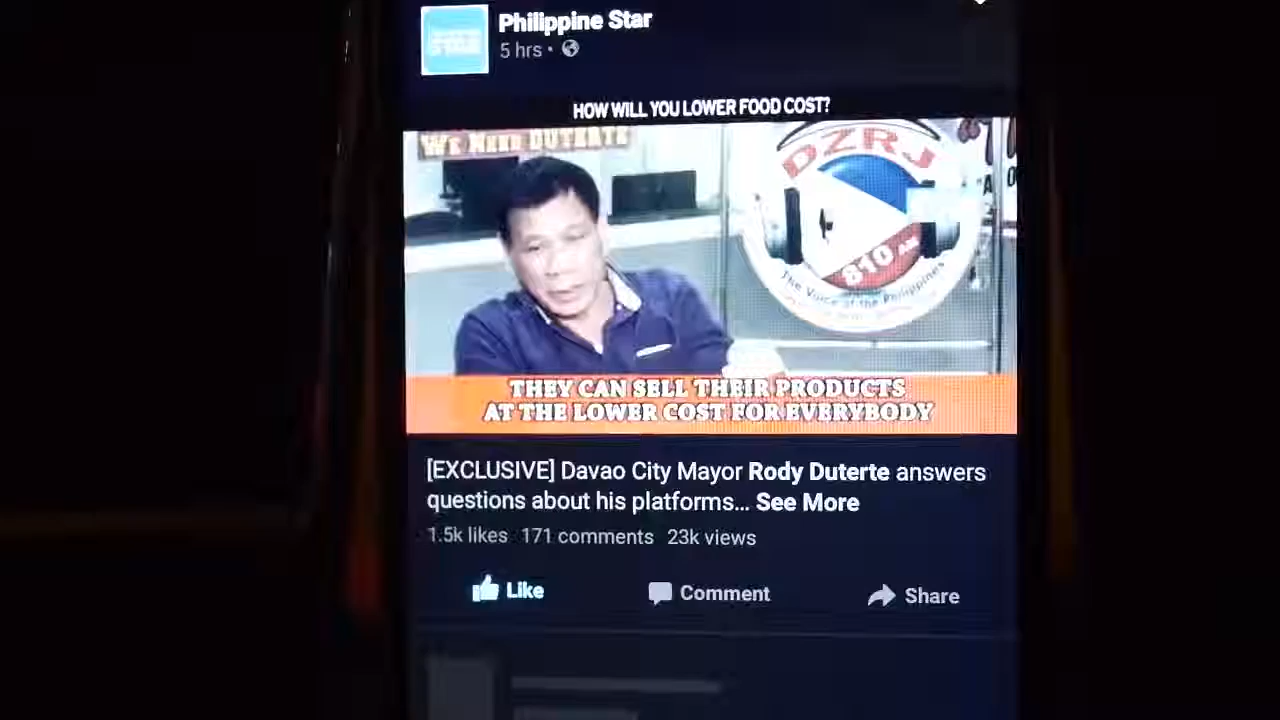 Philippine Star
5 hrs •
HOW WILL YOU LOWER FOOD COST?
WE NEED DUTERTE
DZRJ
810 AM
The Voice of the Philippines
THEY CAN SELL THEIR PRODUCTS
AT THE LOWER COST FOR EVERYBODY
[EXCLUSIVE] Davao City Mayor Rody Duterte answers
questions about his platforms... See More
1.5k likes 171 comments 23k views
Like Comment Share